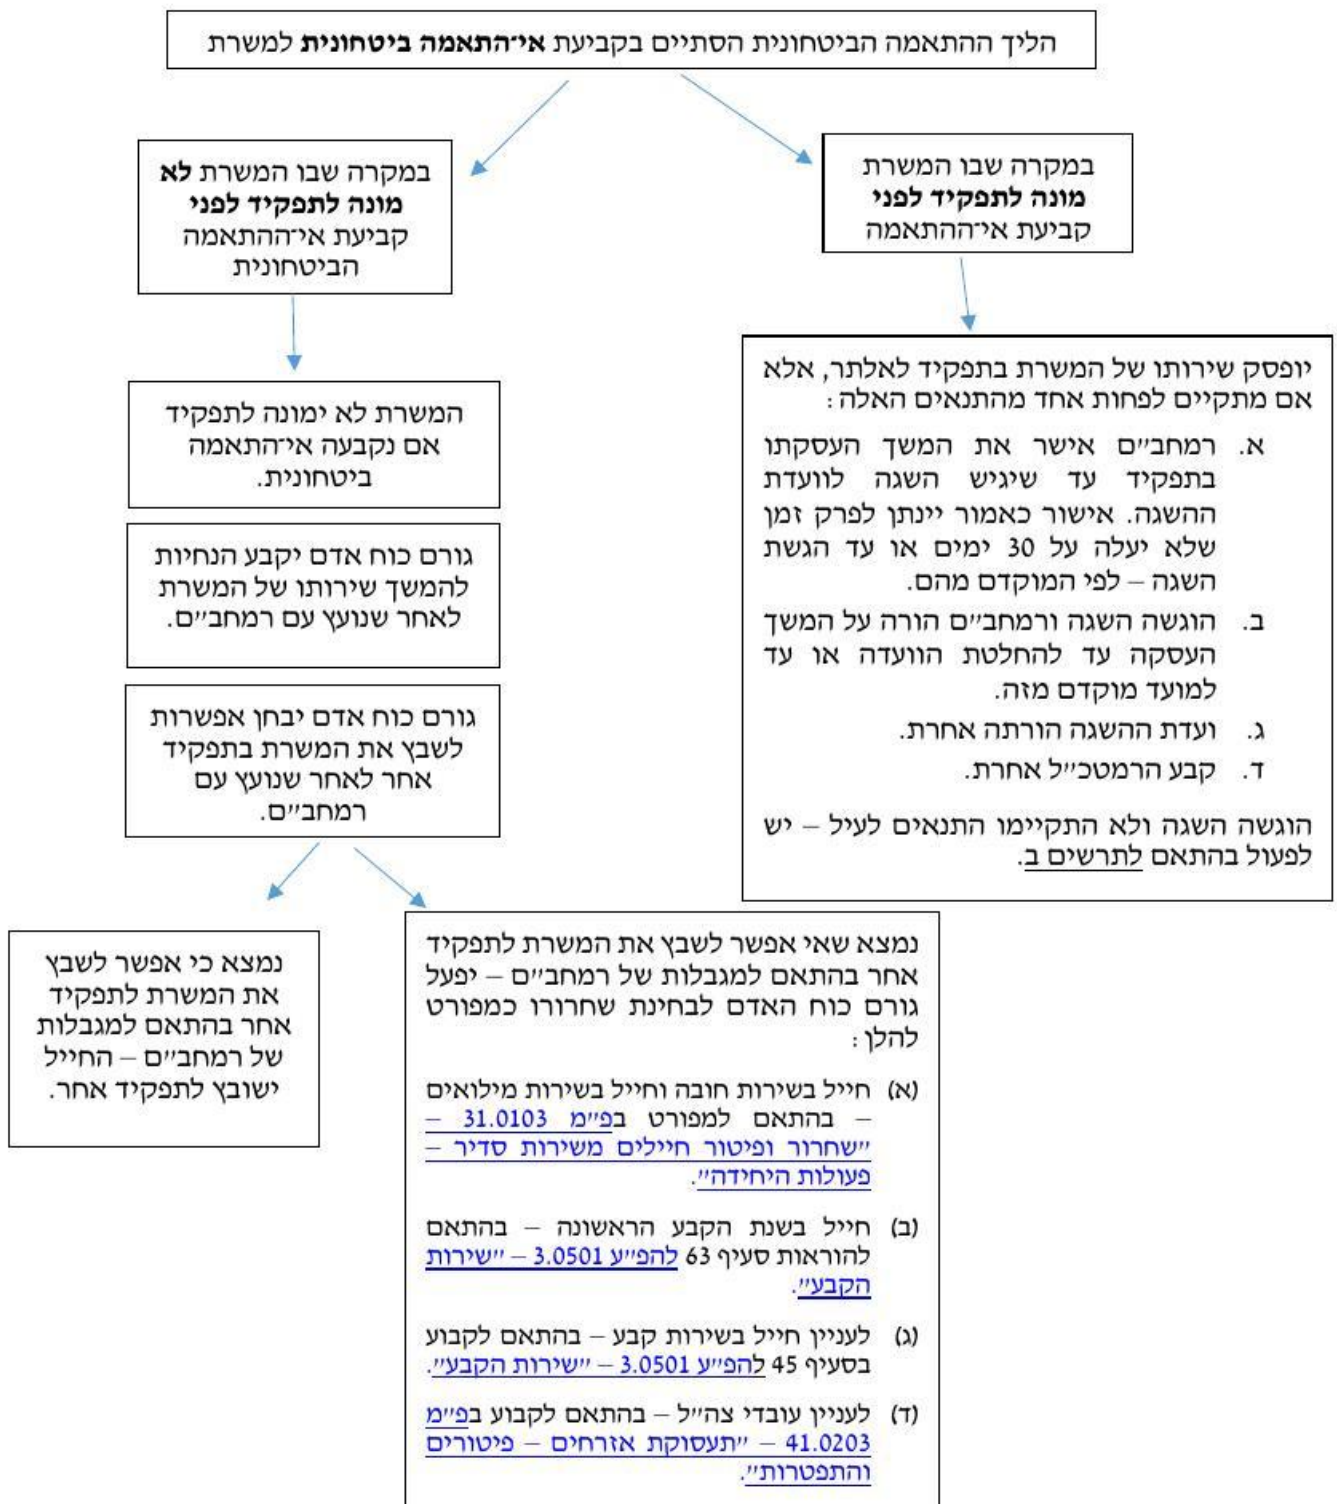 הליך ההתאמה הביטחונית הסתיים בקביעת אי־התאמה ביטחונית למשרת
במקרה שבו המשרת
מונה לתפקיד לפני
קביעת אי־ההתאמה
יופסק שירותו של המשרת בתפקיד לאלתר, אלא
אם מתקיים לפחות אחד מהתנאים האלה:
א. רמחב״ם אישר את המשך העסקתו
בתפקיד עד שיגיש השגה לוועדת
ההשגה. אישור כאמור יינתן לפרק זמן
שלא יעלה על 30 ימים או עד הגשת
השגה – לפי המוקדם מהם.
ב. הוגשה השגה ורמחב״ם הורה על המשך
העסקה עד להחלטת הוועדה או עד
למועד מוקדם מזה.
ג. ועדת ההשגה הורתה אחרת.
ד. קבע הרמטכ״ל אחרת.
הוגשה השגה ולא התקיימו התנאים לעיל – יש
לפעול בהתאם לתרשים ב.
במקרה שבו המשרת לא
מונה לתפקיד לפני
קביעת אי־ההתאמה
הביטחונית
המשרת לא ימונה לתפקיד
אם נקבעה אי־התאמה
ביטחונית.
גורם כוח אדם יקבע הנחיות
להמשך שירותו של המשרת
לאחר שנועץ עם רמחב״ם.
גורם כוח אדם יבחן אפשרות
לשבץ את המשרת בתפקיד
אחר לאחר שנועץ עם
רמחב״ם.
נמצא שאי אפשר לשבץ את המשרת לתפקיד
אחר בהתאם למגבלות של רמחב״ם – יפעל
גורם כוח האדם לבחינת שחרורו כמפורט
להלן:
(א) חייל בשירות חובה וחייל בשירות מילואים
– בהתאם למפורט בפ״מ 31.0103 –
״שחרור ופיטור חיילים משירות סדיר –
פעולות היחידה״.
(ב) חייל בשנת הקבע הראשונה – בהתאם
להוראות סעיף 63 להפ״ע 3.0501 – ״שירות
הקבע״.
(ג) לעניין חייל בשירות קבע – בהתאם לקבוע
בסעיף 45 להפ״ע 3.0501 – ״שירות הקבע״.
(ד) לעניין עובדי צה״ל – בהתאם לקבוע בפ״מ
41.0203 – ״תעסוקת אזרחים – פיטורים
והתפטרות״.
נמצא כי אפשר לשבץ
את המשרת לתפקיד
אחר בהתאם למגבלות
של רמחב״ם – החייל
ישובץ לתפקיד אחר.